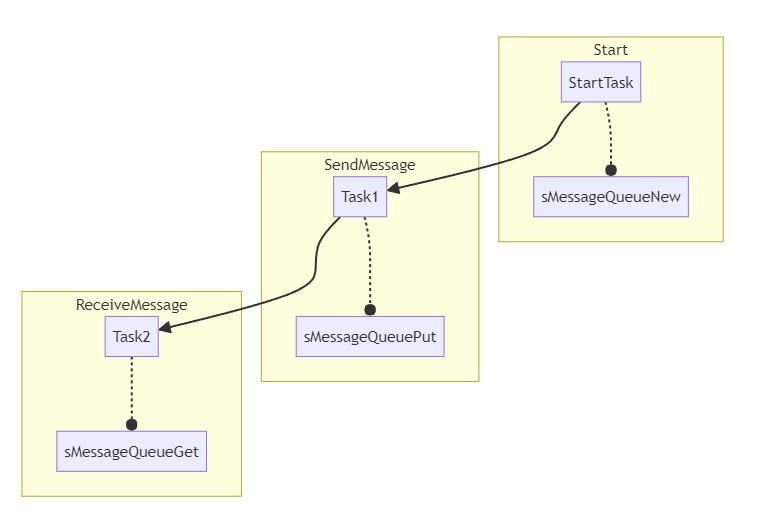 Start
StartTask
SendMessage
Task1
sMessageQueueNew
ReceiveMessage
Task2
sMessageQueuePut
sMessageQueueGet